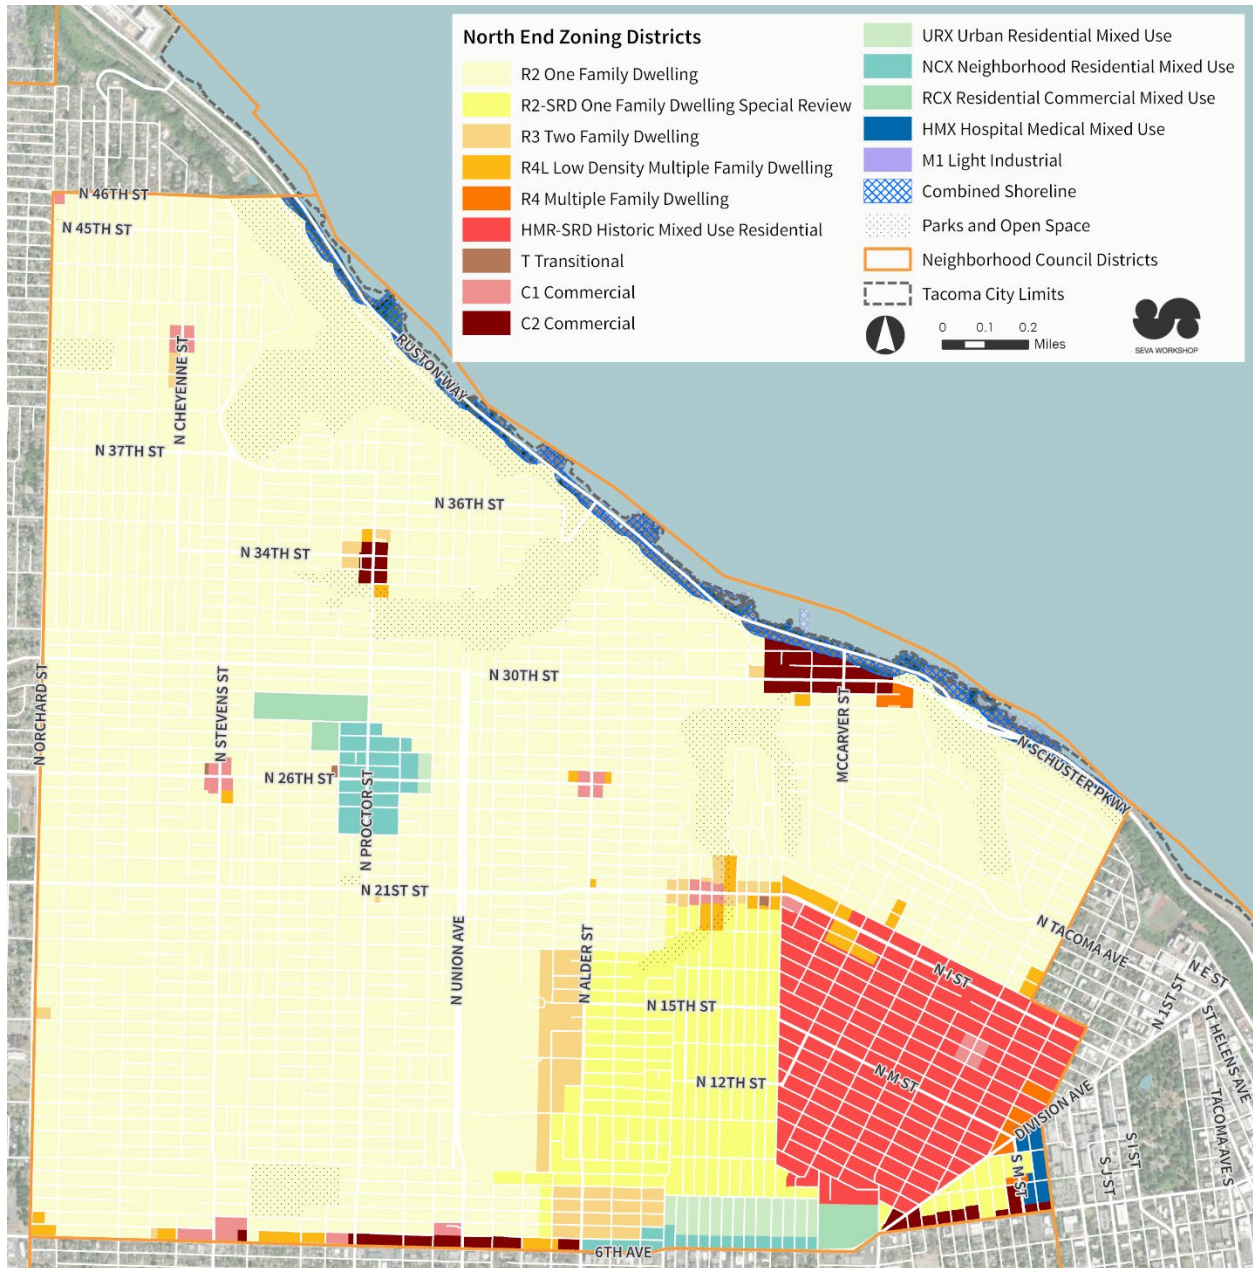 North End Zoning Districts
R2 One Family Dwelling
R2-SRD One Family Dwelling Special Review
R3 Two Family Dwelling
R4L Low Density Multiple Family Dwelling
R4 Multiple Family Dwelling
HMR-SRD Historic Mixed Use Residential
T Transitional
C1 Commercial
C2 Commercial
URX Urban Residential Mixed Use
NCX Neighborhood Residential Mixed Use
RCX Residential Commercial Mixed Use
HMX Hospital Medical Mixed Use
M1 Light Industrial
Combined Shoreline
Parks and Open Space
Neighborhood Council Districts
Tacoma City Limits
0 0.1 0.2
Miles
SEVA WORKSHOP
N 46TH ST
N 45TH ST
N CHEYENNE ST
RUSTON WAY
N 37TH ST
N 36TH ST
N 34TH ST
N ORCHARD ST
N STEVENS ST
N 30TH ST
MCCARVER ST
N SCHUSTER PKWY
N 26TH ST
N PROCTOR ST
N 21ST ST
N UNION AVE
N ALDER ST
N TACOMA AVE
N I ST
N E ST
N 1ST ST
ST HELENS AVE
N 15TH ST
N 12TH ST
N M ST
DIVISION AVE
TACOMA AVE S
S M ST
S J ST
S I ST
6TH AVE